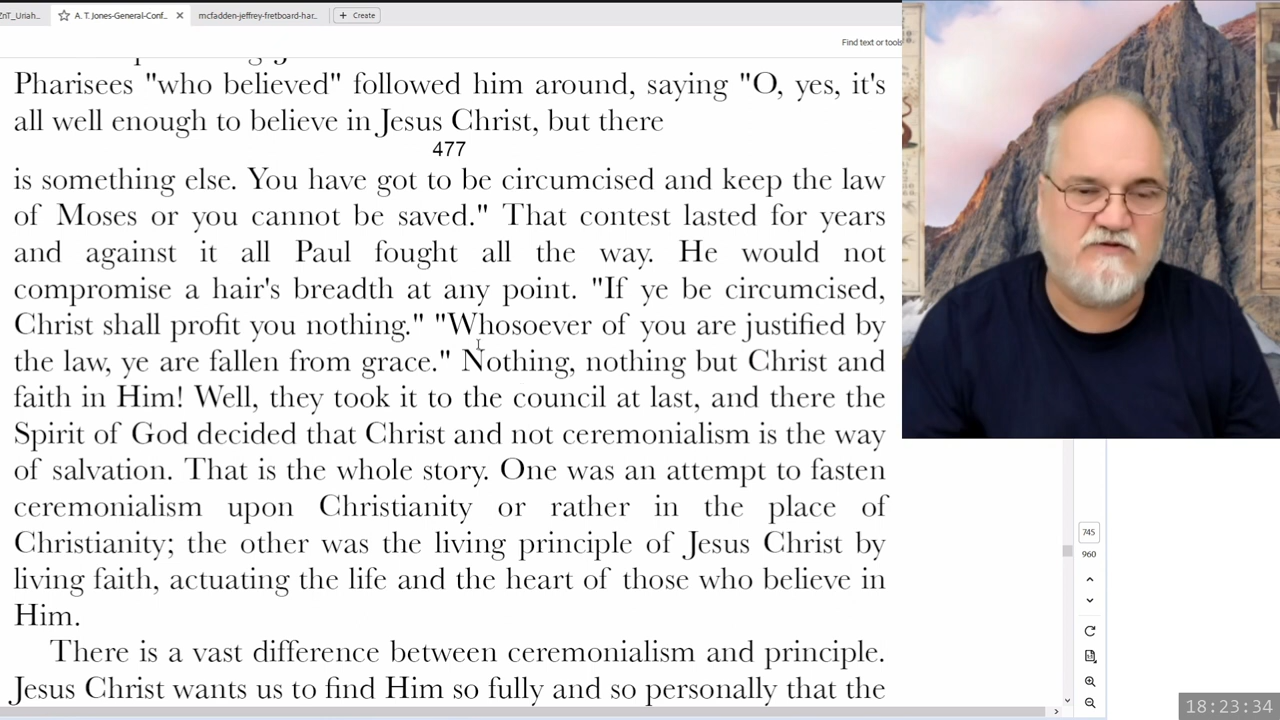 ZnT_Uriah...
A. T. Jones-General-Conf...
mcfadden-jeffrey-fretboard-har...
Create
Find text or tools
Pharisees "who believed" followed him around, saying "O, yes, it's
all well enough to believe in Jesus Christ, but there
477
is something else. You have got to be circumcised and keep the law
of Moses or you cannot be saved." That contest lasted for years
and against it all Paul fought all the way. He would not
compromise a hair's breadth at any point. "If ye be circumcised,
Christ shall profit you nothing." "Whosoever of you are justified by
the law, ye are fallen from grace." Nothing, nothing but Christ and
faith in Him! Well, they took it to the council at last, and there the
Spirit of God decided that Christ and not ceremonialism is the way
of salvation. That is the whole story. One was an attempt to fasten
ceremonialism upon Christianity or rather in the place of
Christianity; the other was the living principle of Jesus Christ by
living faith, actuating the life and the heart of those who believe in
Him.
There is a vast difference between ceremonialism and principle.
Jesus Christ wants us to find Him so fully and so personally that the
745
960
18:23:34